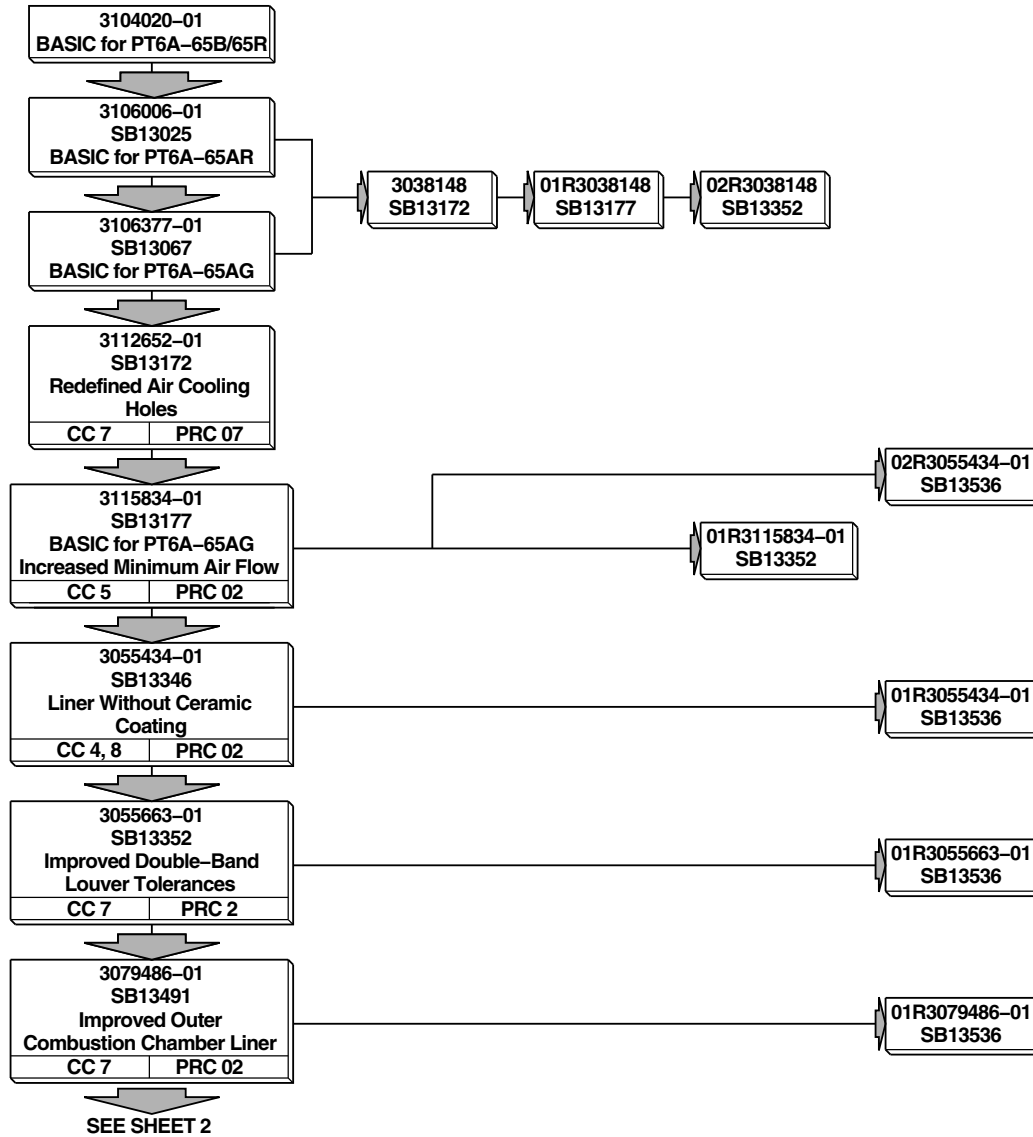 3104020–01
BASIC for PT6A–65B/65R
3106006–01
SB13025
BASIC for PT6A–65AR
3106377–01
SB13067
BASIC for PT6A–65AG
3038148
SB13172
01R3038148
SB13177
02R3038148
SB13352
3112652–01
SB13172
Redefined Air Cooling
Holes
CC 7 PRC 07
3115834–01
SB13177
BASIC for PT6A–65AG
Increased Minimum Air Flow
CC 5 PRC 02
02R3055434–01
SB13536
01R3115834–01
SB13352
3055434–01
SB13346
Liner Without Ceramic
Coating
CC 4, 8 PRC 02
01R3055434–01
SB13536
3055663–01
SB13352
Improved Double–Band
Louver Tolerances
CC 7 PRC 2
01R3055663–01
SB13536
3079486–01
SB13491
Improved Outer
Combustion Chamber Liner
CC 7 PRC 02
01R3079486–01
SB13536
SEE SHEET 2